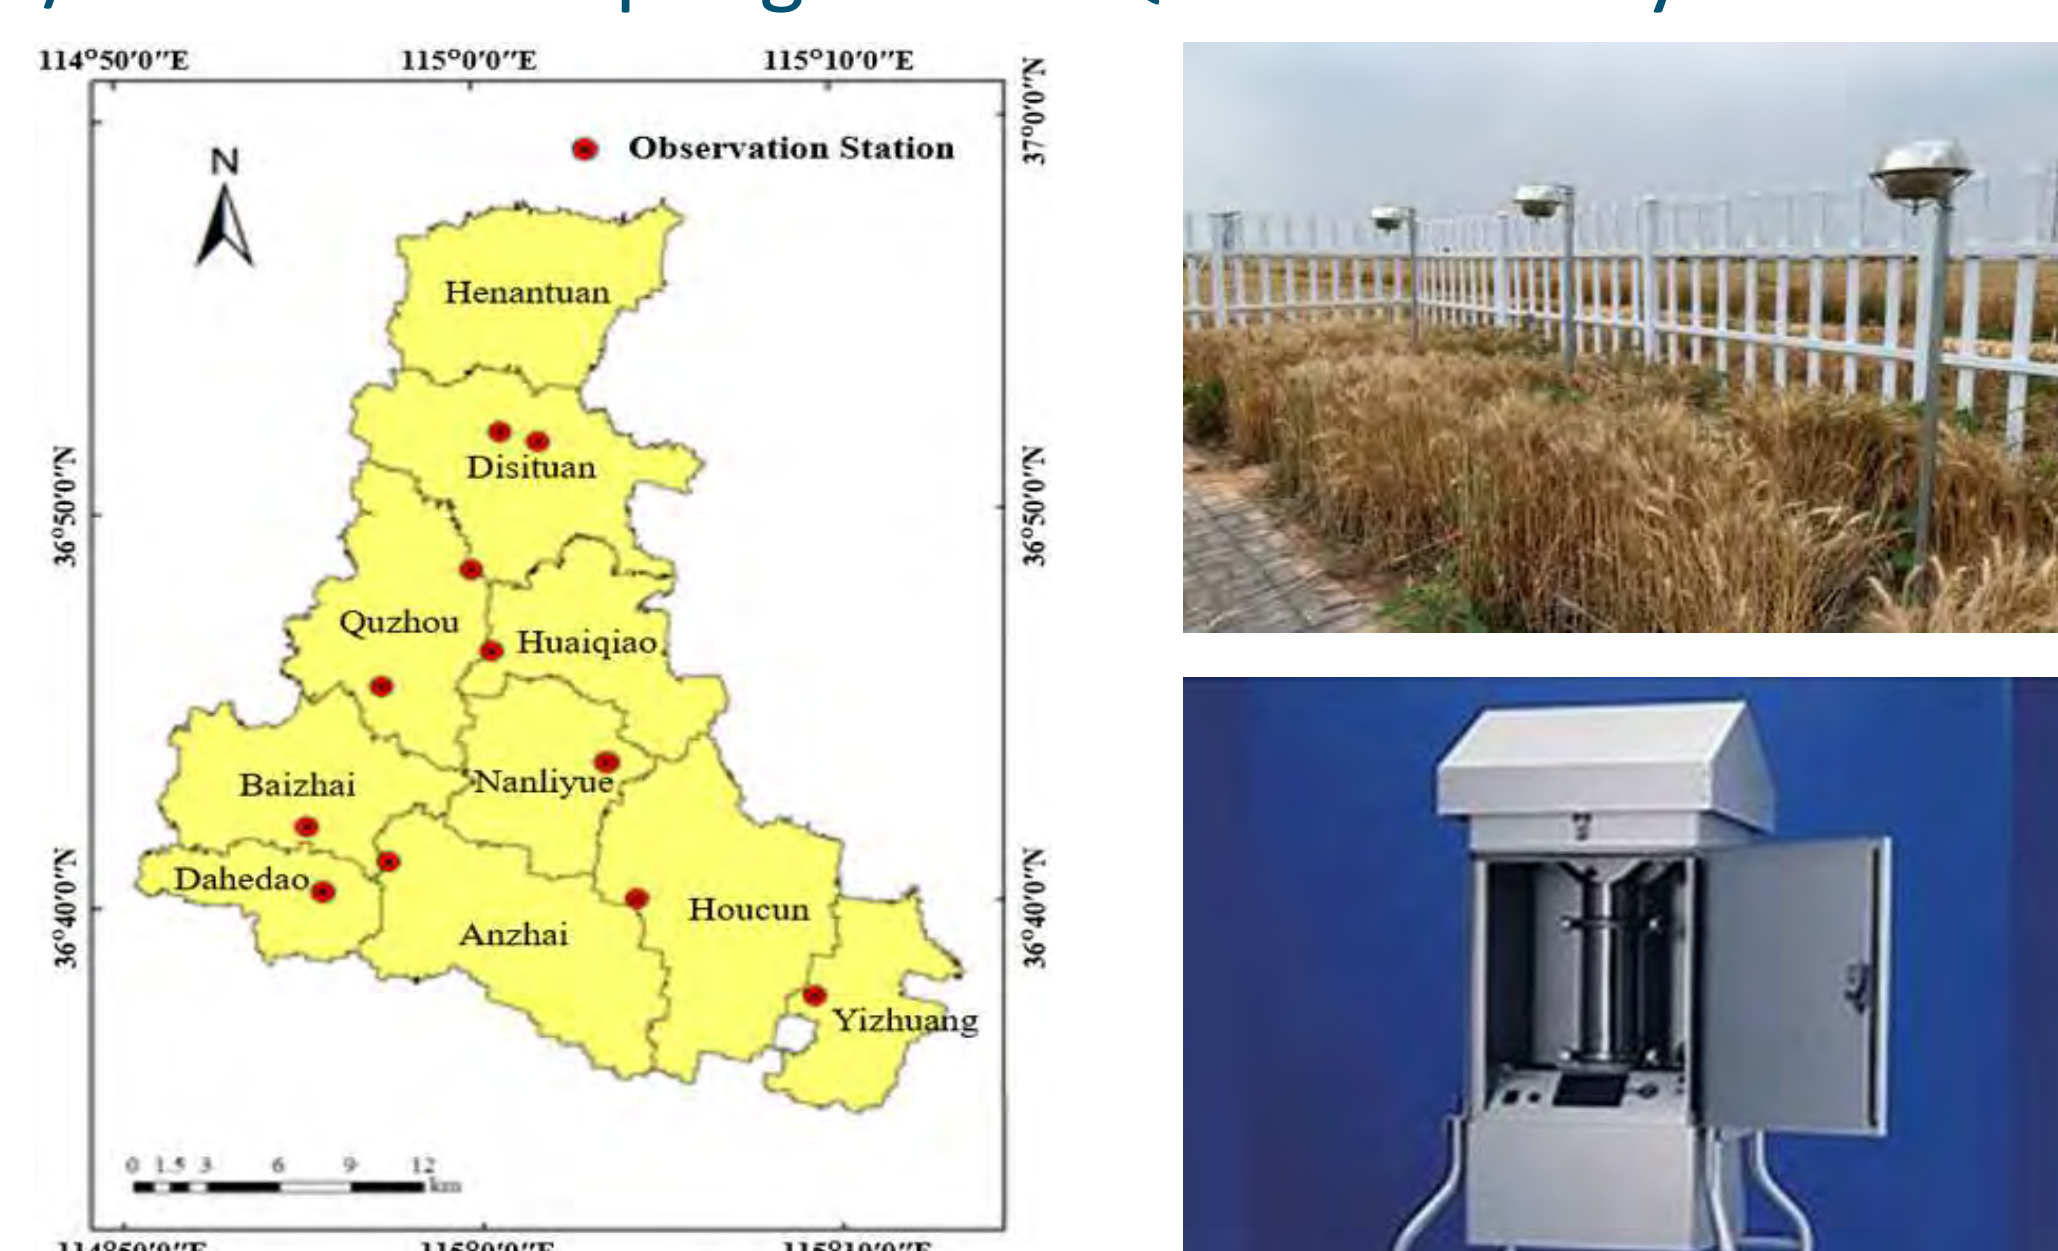 114°50'0"E 115°0'0"E 115°10'0"E
37°0'0"N
N
Observation Station
Henantuan
Disituan
36°50'0"N 36°50'0"N
Quzhou
Huaiqiao
Nanliyue
Baizhai
Dahedao
36°40'0"N 36°40'0"N
Houcun
Anzhai
Yizhuang
0 1.5 3 6 9 12
km